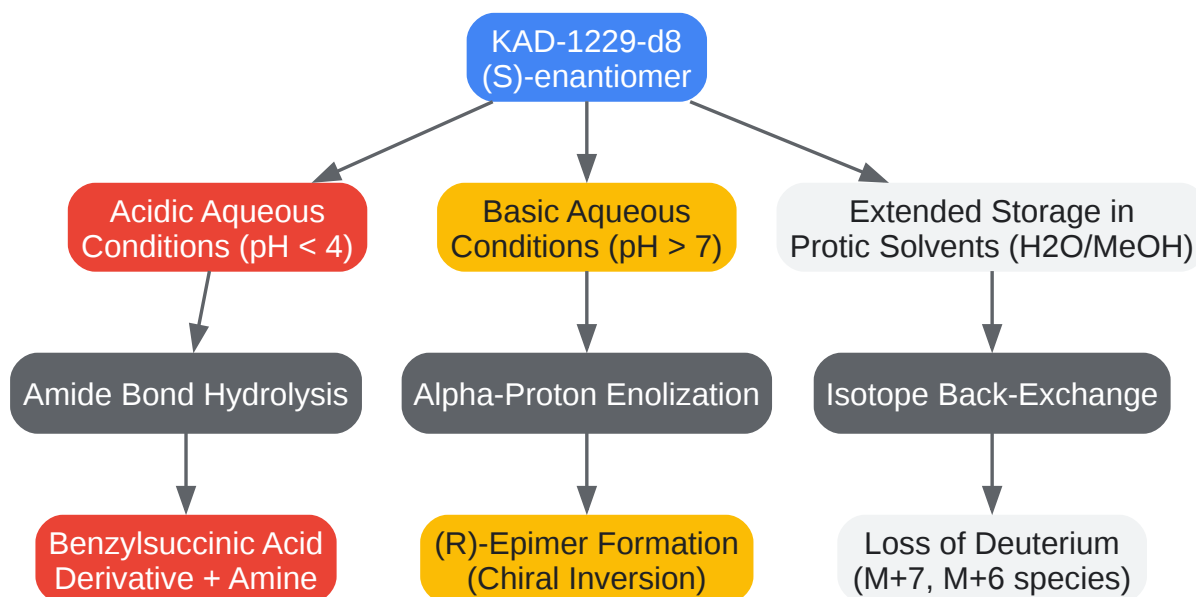 KAD-1229-d8
(S)-enantiomer
Acidic Aqueous
Conditions (pH < 4)
Basic Aqueous
Conditions (pH > 7)
Extended Storage in
Protic Solvents (H2O/MeOH)
Amide Bond Hydrolysis
Alpha-Proton Enolization
Isotope Back-Exchange
Benzylsuccinic Acid
Derivative + Amine
(R)-Epimer Formation
(Chiral Inversion)
Loss of Deuterium
(M+7, M+6 species)